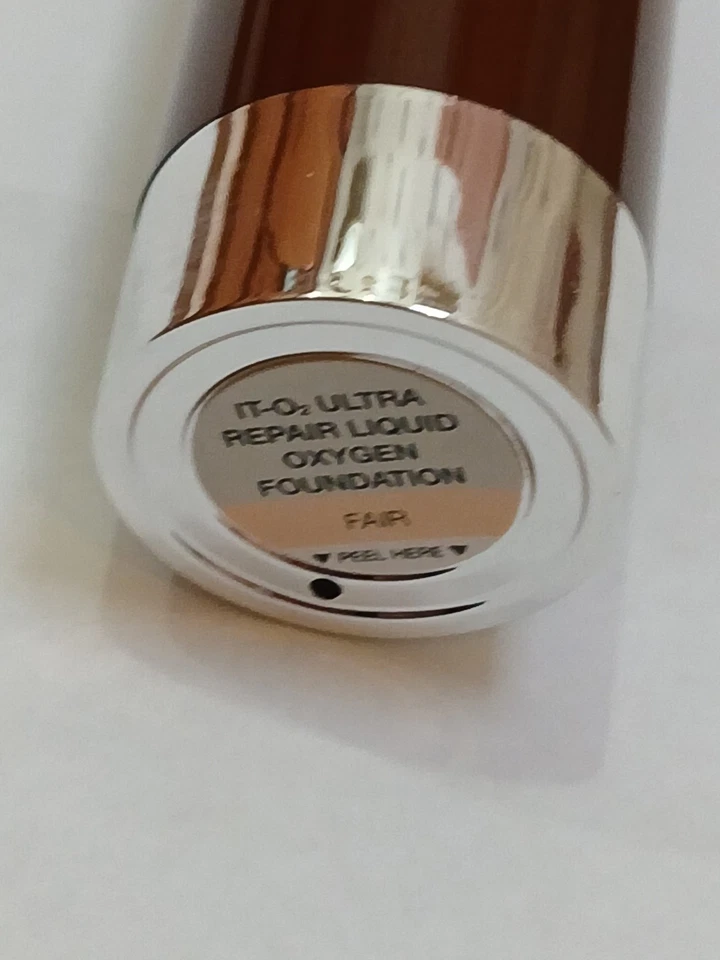 IT-O₂ ULTRA
REPAIR LIQUID
OXYGEN
FOUNDATION
FAIR
▼ PEEL HERE ▼